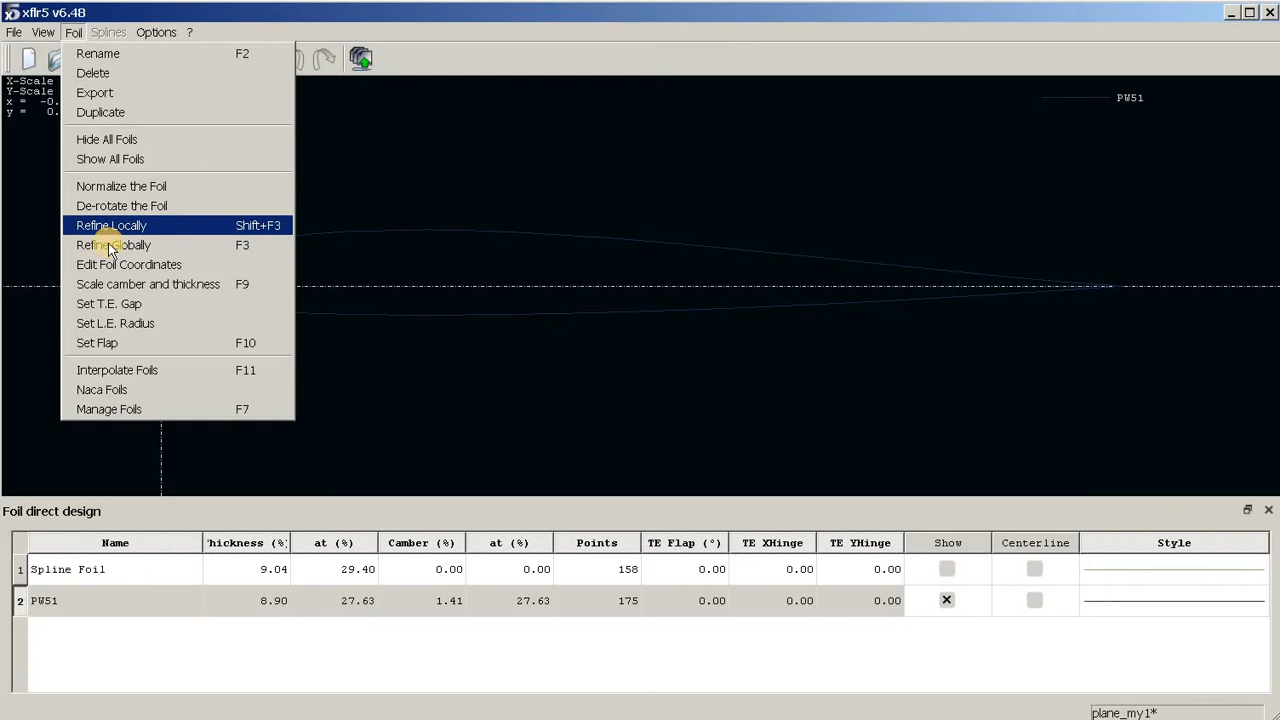 xflr5 v6.48
File View Foil Splines Options ?
X-Scale
Y-Scale
x = -0.
y = 0.
PW51
Rename F2
Delete
Export
Duplicate
Hide All Foils
Show All Foils
Normalize the Foil
De-rotate the Foil
Refine Locally Shift+F3
Refine Globally F3
Edit Foil Coordinates
Scale camber and thickness F9
Set T.E. Gap
Set L.E. Radius
Set Flap F10
Interpolate Foils F11
Naca Foils
Manage Foils F7
Foil direct design
Name hickness (% at (%) Camber (%) at (%) Points TE Flap (°) TE XHinge TE YHinge Show Centerline Style
1 Spline Foil 9.04 29.40 0.00 0.00 158 0.00 0.00 0.00
2 PW51 8.90 27.63 1.41 27.63 175 0.00 0.00 0.00
plane_my1*